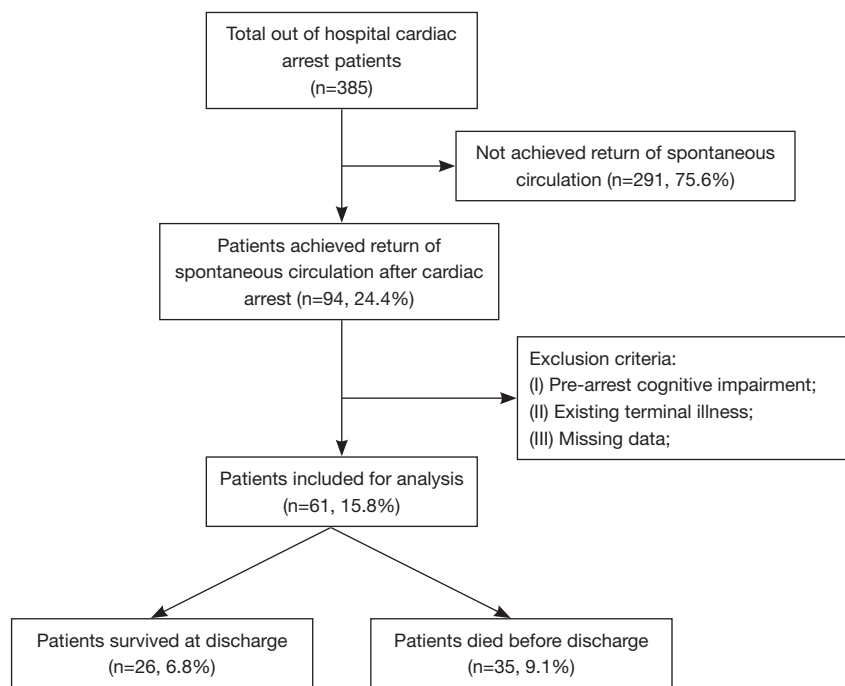 Total out of hospital cardiac
arrest patients
(n=385)
Not achieved return of spontaneous
circulation (n=291, 75.6%)
Patients achieved return of
spontaneous circulation after cardiac
arrest (n=94, 24.4%)
Exclusion criteria:
(I) Pre-arrest cognitive impairment;
(II) Existing terminal illness;
(III) Missing data;
Patients included for analysis
(n=61, 15.8%)
Patients survived at discharge
(n=26, 6.8%)
Patients died before discharge
(n=35, 9.1%)